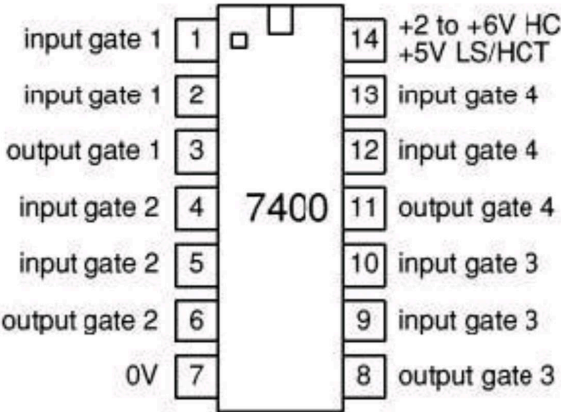 input gate 1 1
input gate 1 2
output gate 1 3
input gate 2 4
input gate 2 5
output gate 2 6
0V 7
7400
14 +2 to +6V HC
+5V LS/HCT
13 input gate 4
12 input gate 4
11 output gate 4
10 input gate 3
9 input gate 3
8 output gate 3